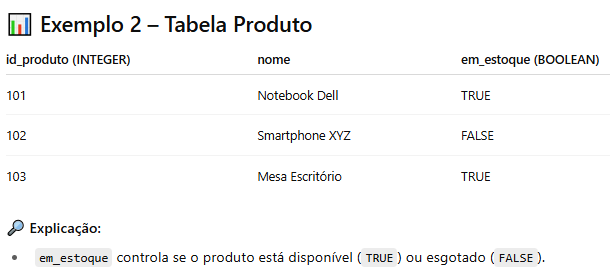 📊 Exemplo 2 – Tabela Produto
id_produto (INTEGER) nome em_estoque (BOOLEAN)
101 Notebook Dell TRUE
102 Smartphone XYZ FALSE
103 Mesa Escritório TRUE
🔎 Explicação:
• em_estoque controla se o produto está disponível ( TRUE ) ou esgotado ( FALSE ).